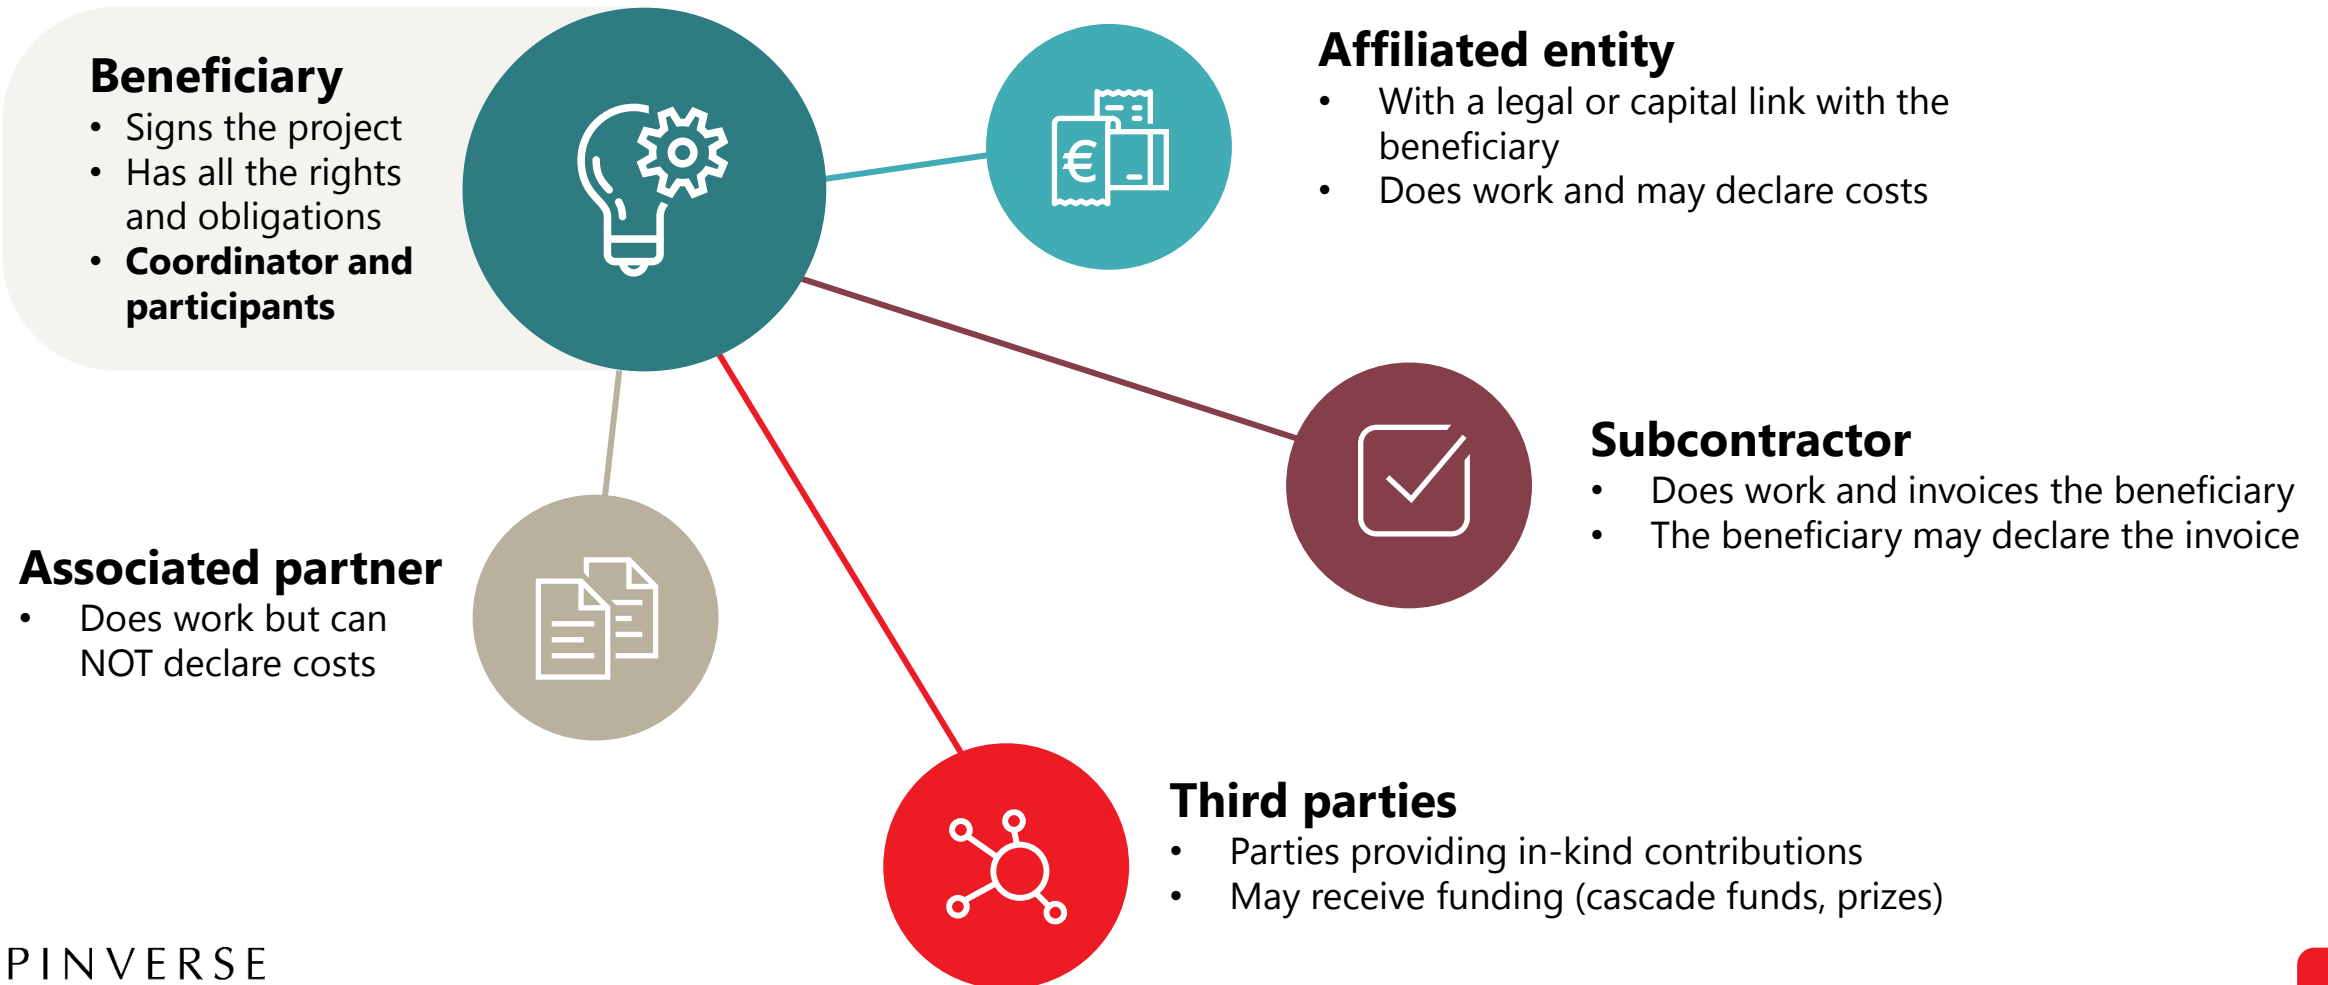 Beneficiary
• Signs the project
• Has all the rights
and obligations
• Coordinator and
participants
€
Affiliated entity
• With a legal or capital link with the
beneficiary
• Does work and may declare costs
Subcontractor
• Does work and invoices the beneficiary
• The beneficiary may declare the invoice
Associated partner
• Does work but can
NOT declare costs
Third parties
• Parties providing in-kind contributions
• May receive funding (cascade funds, prizes)
PINVERSE